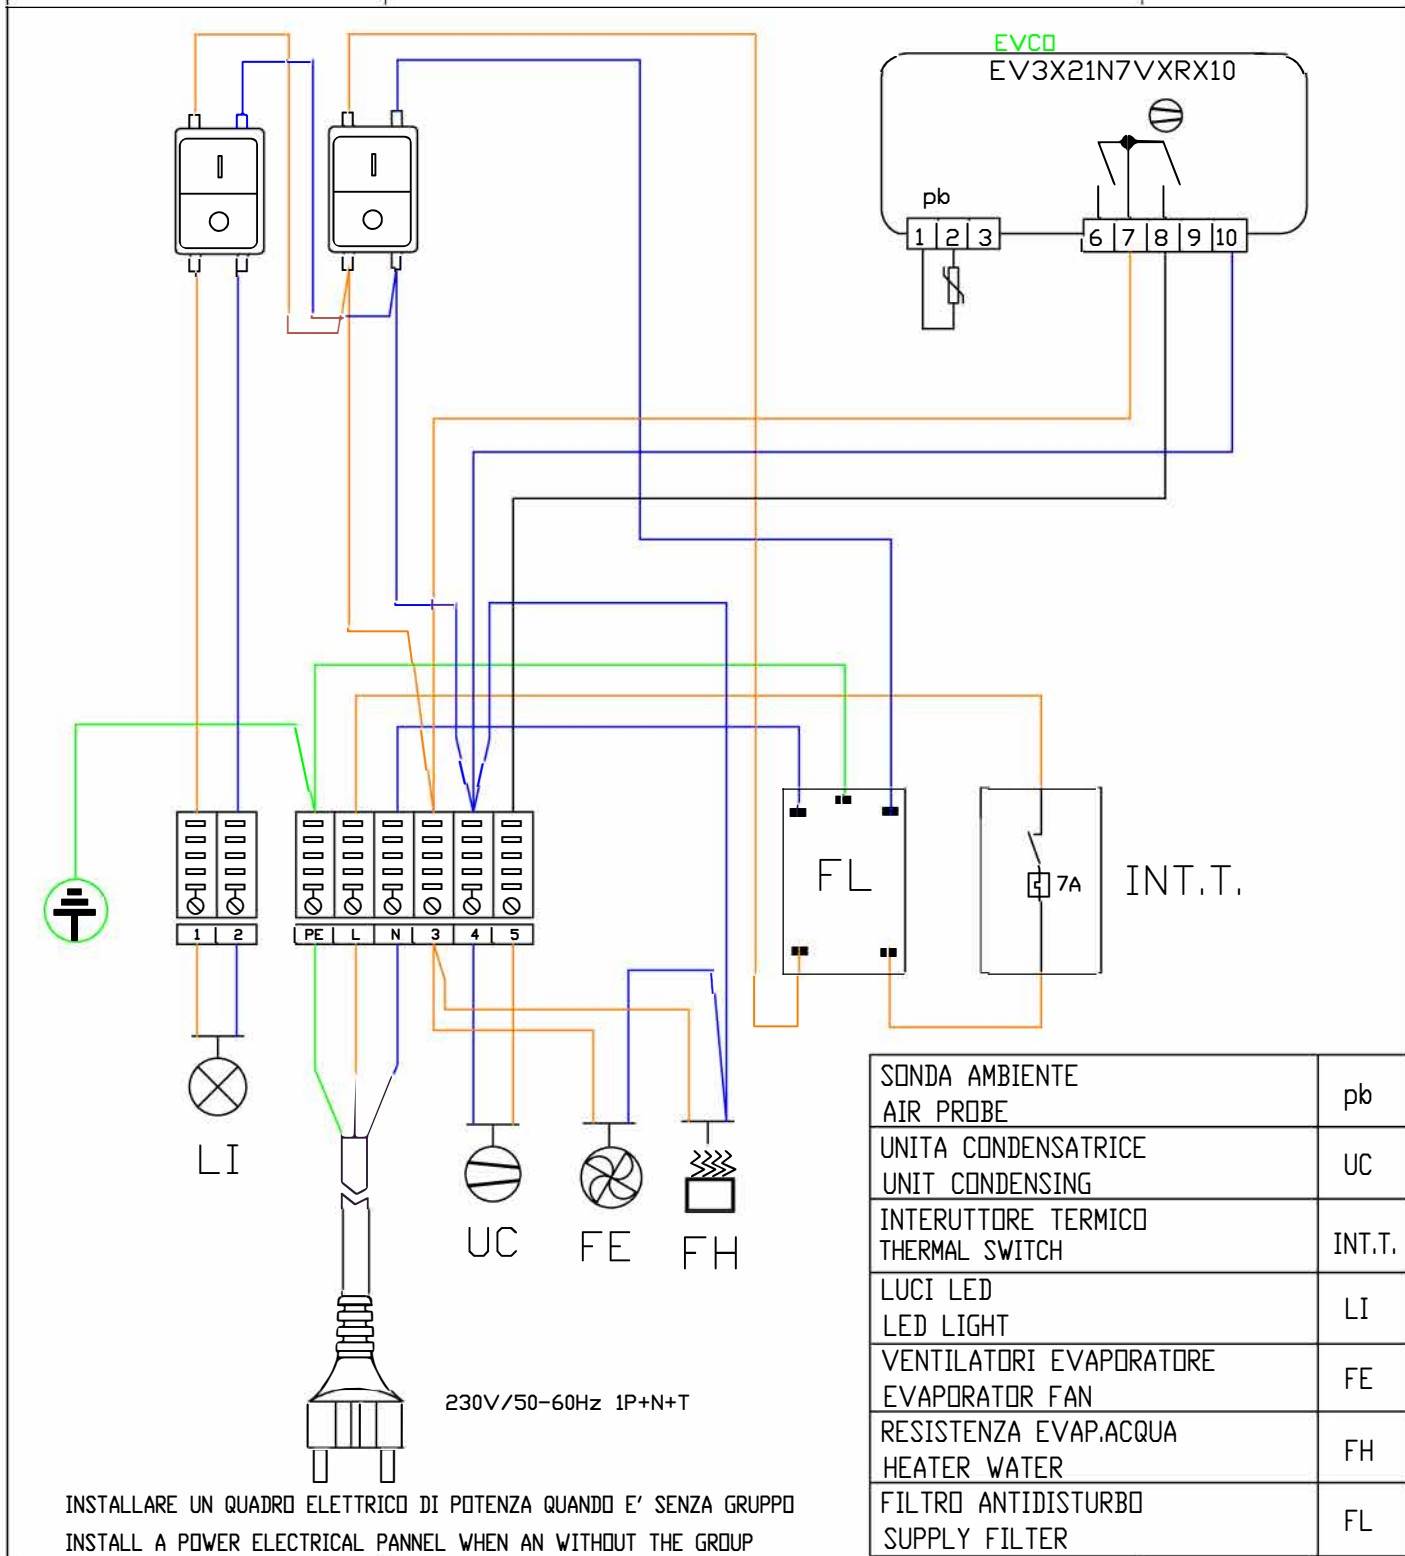 EVCO
EV3X21N7VXRX10
pb
1 2 3
6 7 8 9 10
FL
7A
INT.T.
1 2
PE L N 3 4 5
LI
UC
FE
FH
230V/50-60Hz 1P+N+T
INSTALLARE UN QUADRO ELETTRICO DI POTENZA QUANDO E' SENZA GRUPPO
INSTALL A POWER ELECTRICAL PANNEL WHEN AN WITHOUT THE GROUP
SONDA AMBIENTE
AIR PROBE
pb
UNITA CONDENSATRICE
UNIT CONDENSING
UC
INTERUTTORE TERMICO
THERMAL SWITCH
INT.T.
LUCI LED
LED LIGHT
LI
VENTILATORI EVAPORATORE
EVAPORATOR FAN
FE
RESISTENZA EVAP.ACQUA
HEATER WATER
FH
FILTRO ANTIDISTURBO
SUPPLY FILTER
FL